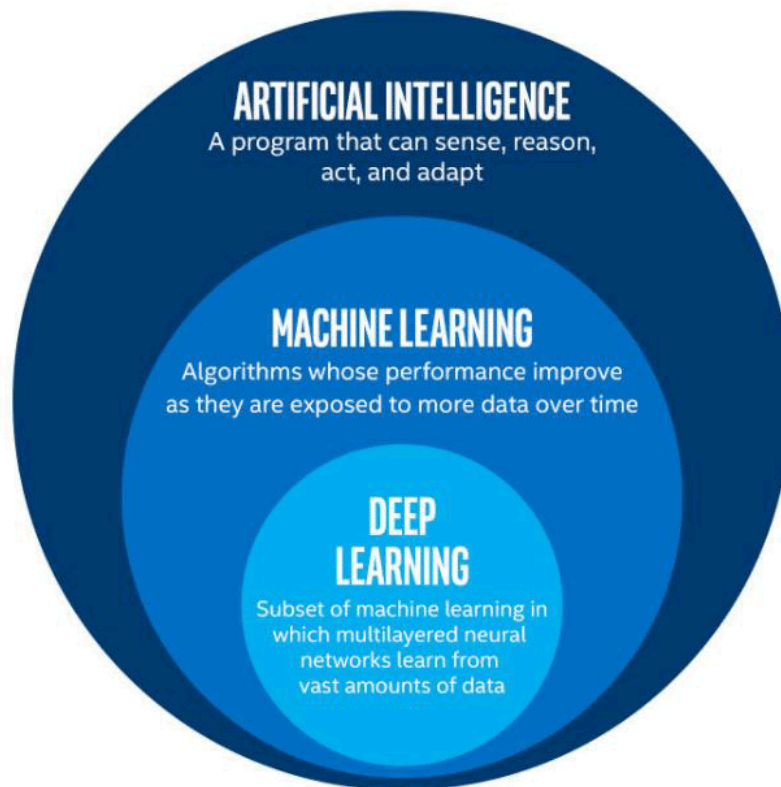 ARTIFICIAL INTELLIGENCE
A program that can sense, reason,
act, and adapt
MACHINE LEARNING
Algorithms whose performance improve
as they are exposed to more data over time
DEEP
LEARNING
Subset of machine learning in
which multilayered neural
networks learn from
vast amounts of data